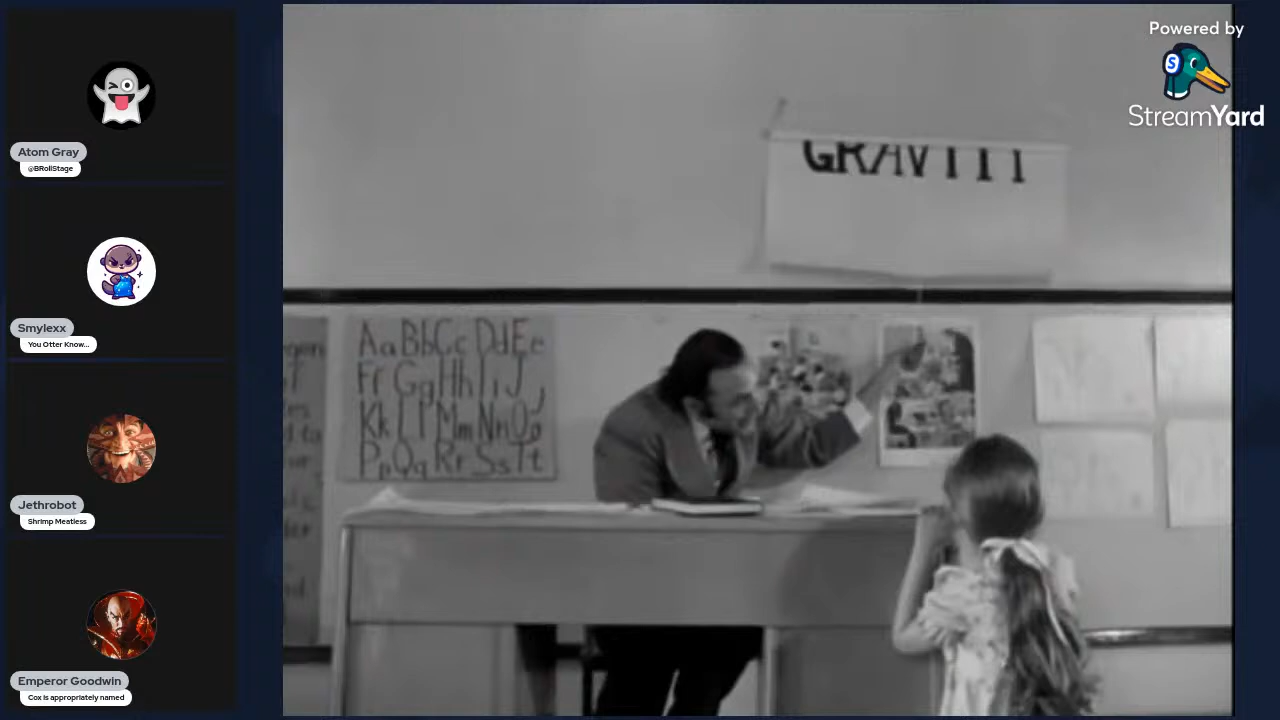 Powered by
StreamYard
Atom Gray
@BRollStage
Smylexx
You Otter Know...
Jethrobot
Shrimp Meatless
Emperor Goodwin
Cox is appropriately named
GRAVITY
Aa Bb Cc Dd Ee
Ff Gg Hh Ii Jj
Kk Ll Mm Nn Oo
Pp Qq Rr Ss Tt